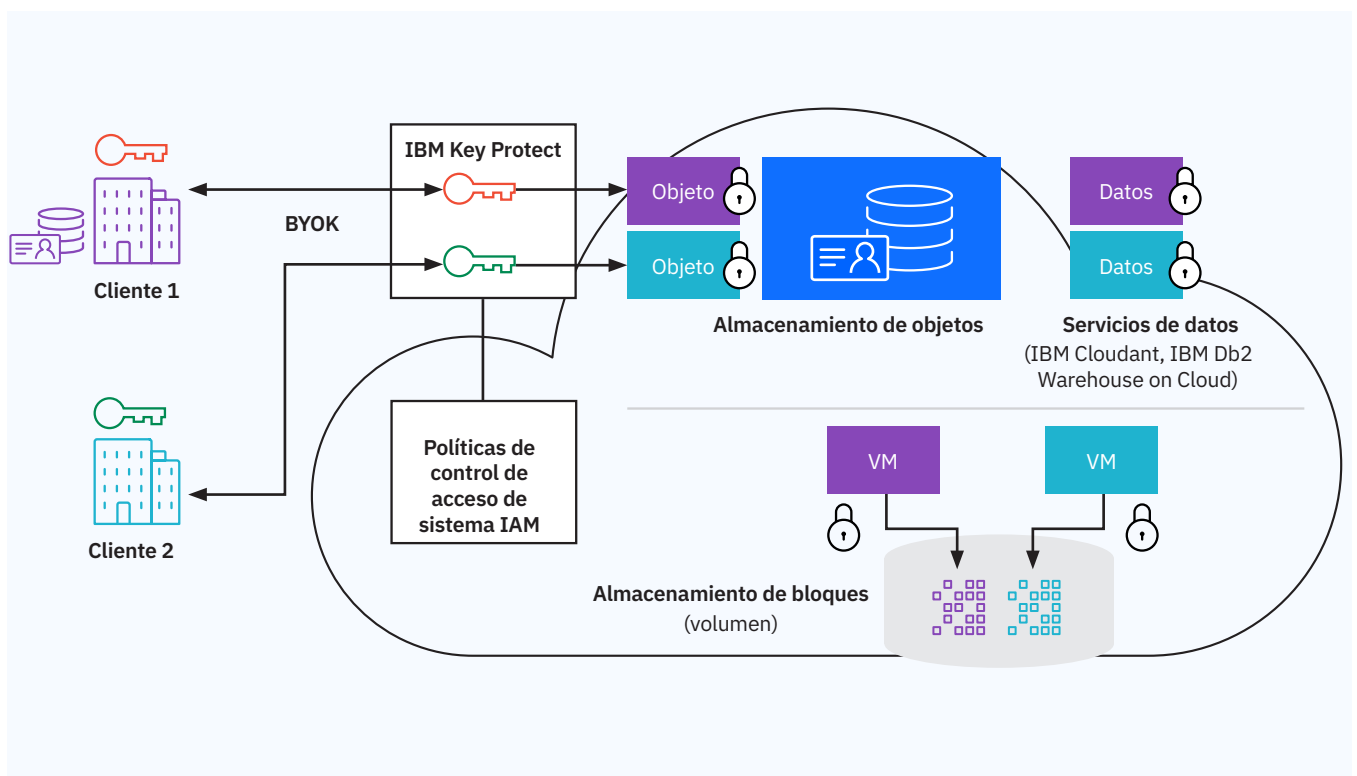 IBM Key Protect
BYOK
Cliente 1
Cliente 2
Políticas de
control de
acceso de
sistema IAM
Objeto
Objeto
Almacenamiento de objetos
Datos
Datos
Servicios de datos
(IBM Cloudant, IBM Db2
Warehouse on Cloud)
VM
VM
Almacenamiento de bloques
(volumen)